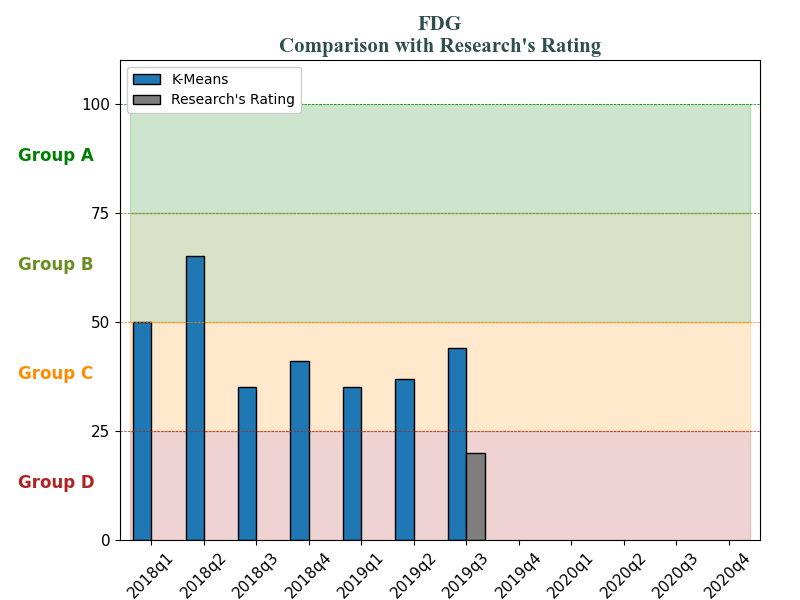 FDG
Comparison with Research's Rating
K-Means
Research's Rating
100
Group A
75
Group B
50
Group C
25
Group D
0
2018q1 2018q2 2018q3 2018q4 2019q1 2019q2 2019q3 2019q4 2020q1 2020q2 2020q3 2020q4